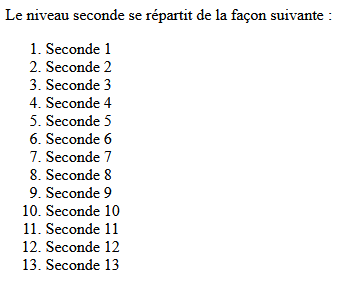 Le niveau seconde se répartit de la façon suivante :
1. Seconde 1
2. Seconde 2
3. Seconde 3
4. Seconde 4
5. Seconde 5
6. Seconde 6
7. Seconde 7
8. Seconde 8
9. Seconde 9
10. Seconde 10
11. Seconde 11
12. Seconde 12
13. Seconde 13